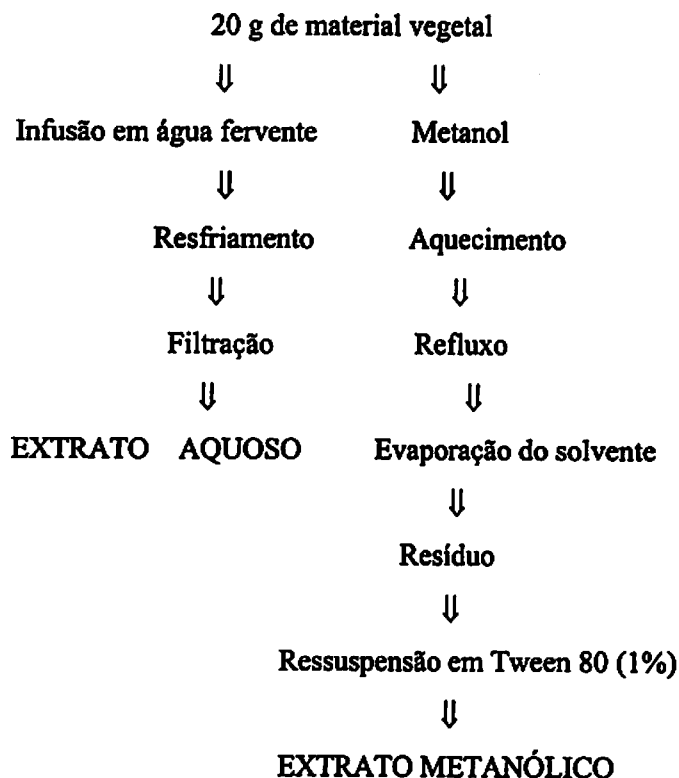 20 g de material vegetal
⇓ ⇓
Infusão em água fervente Metanol
⇓ ⇓
Resfriamento Aquecimento
⇓ ⇓
Filtração Refluxo
⇓ ⇓
EXTRATO AQUOSO Evaporação do solvente
⇓
Resíduo
⇓
Ressuspensão em Tween 80 (1%)
⇓
EXTRATO METANÓLICO